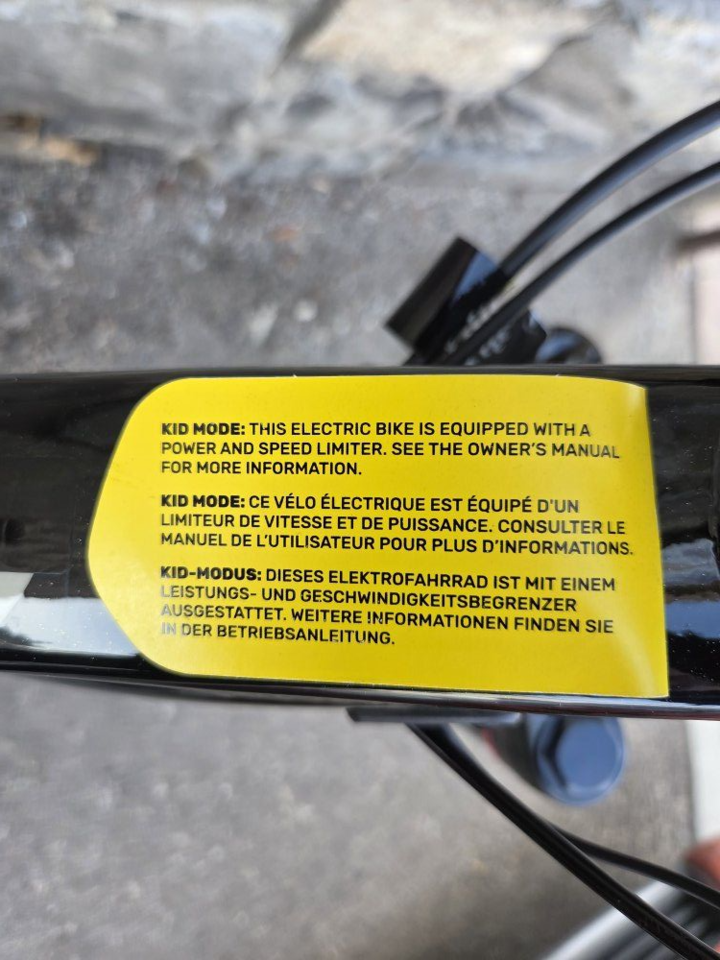 KID MODE: THIS ELECTRIC BIKE IS EQUIPPED WITH A
POWER AND SPEED LIMITER. SEE THE OWNER'S MANUAL
FOR MORE INFORMATION.
KID MODE: CE VÉLO ÉLECTRIQUE EST ÉQUIPÉ D'UN
LIMITEUR DE VITESSE ET DE PUISSANCE. CONSULTER LE
MANUEL DE L'UTILISATEUR POUR PLUS D'INFORMATIONS.
KID-MODUS: DIESES ELEKTROFAHRRAD IST MIT EINEM
LEISTUNGS- UND GESCHWINDIGKEITSBEGRENZER
AUSGESTATTET. WEITERE INFORMATIONEN FINDEN SIE
IN DER BETRIEBSANLEITUNG.